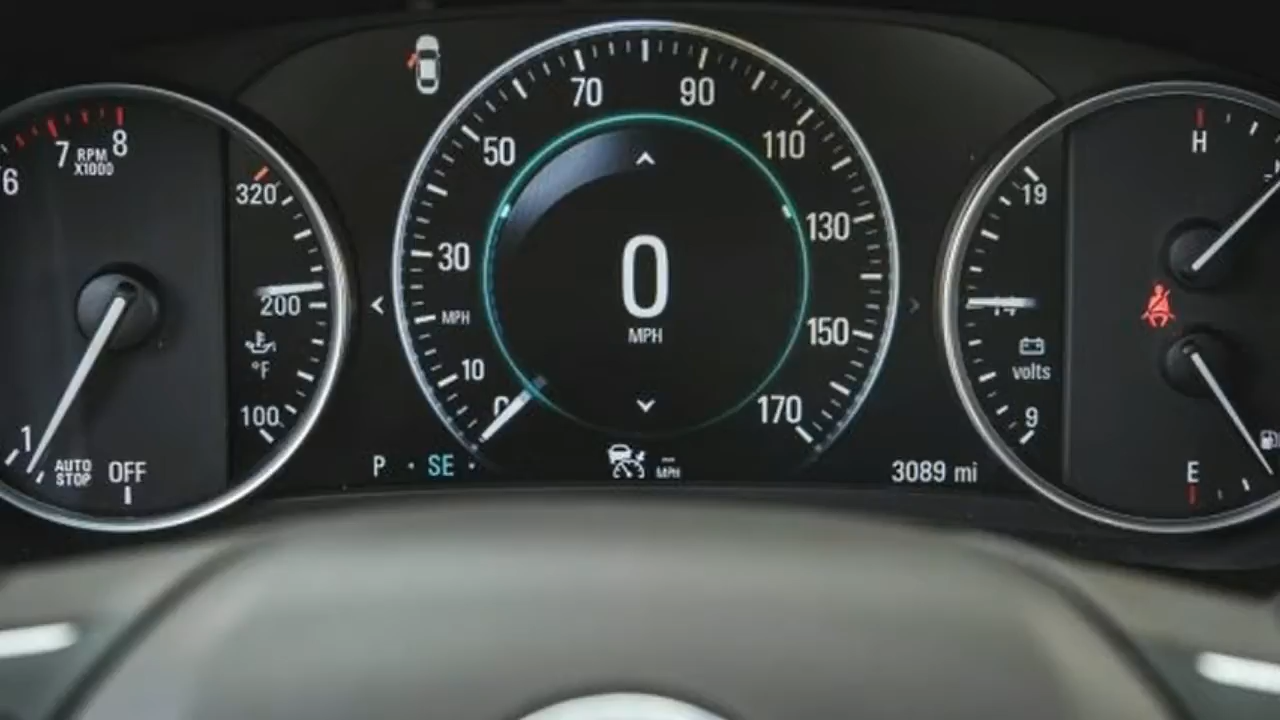 6
7
8
RPM
X1000
1
AUTO
STOP
OFF
320
200
°F
100
P · SE ·
10
MPH
30
50
70
90
110
130
150
170
0
MPH
MPH
3089 mi
19
volts
9
H
E